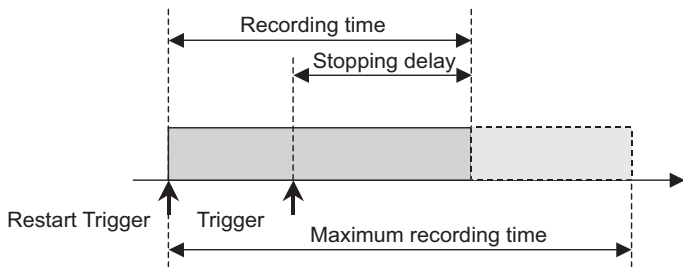 Recording time
Stopping delay
Restart Trigger
Trigger
Maximum recording time